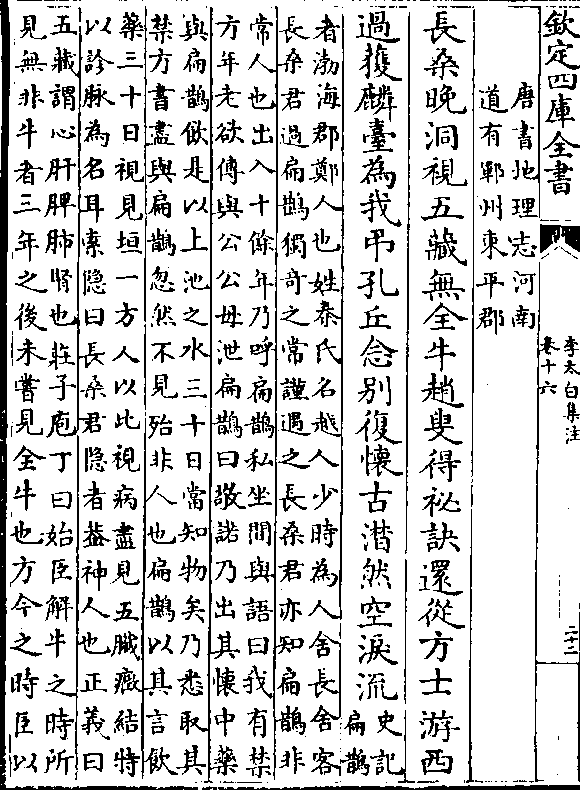 欽定四庫全書
李太白集注
卷十六
二十二
唐書地理志河南
道有鄆州東平郡
長桑晚洞視五藏無全牛趙叟得祕訣還從方士游西
過獲麟臺為我弔孔丘念别復懷古潸然空淚流
史記
扁鵲
者渤海郡鄭人也姓秦氏名越人少時為人舍長舍客
長桑君過扁鵲獨奇之常謹遇之長桑君亦知扁鵲非
常人也出入十餘年乃呼扁鵲私坐間與語曰我有禁
方年老欲傳與公公毋泄扁鵲曰敬諾乃出其懷中藥
與扁鵲飲是以上池之水三十日當知物矣乃悉取其
禁方書盡與扁鵲忽然不見殆非人也扁鵲以其言飲
藥三十日視見垣一方人以此視病盡見五臟癥結特
以診脉為名耳索隐曰長桑君隐者葢神人也正義曰
五藏謂心肝脾肺腎也莊子庖丁曰始臣解牛之時所
見無非牛者三年之後未嘗見全牛也方今之時臣以